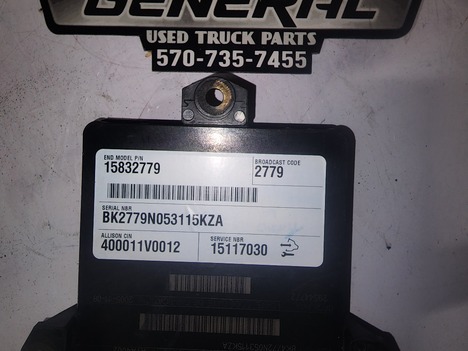 GENERAL
USED TRUCK PARTS
570-735-7455
END MODEL P/N
15832779
BROADCAST CODE
2779
SERIAL NBR
BK2779N053115KZA
ALLISON CIN
400011V0012
SERVICE NBR
15117030